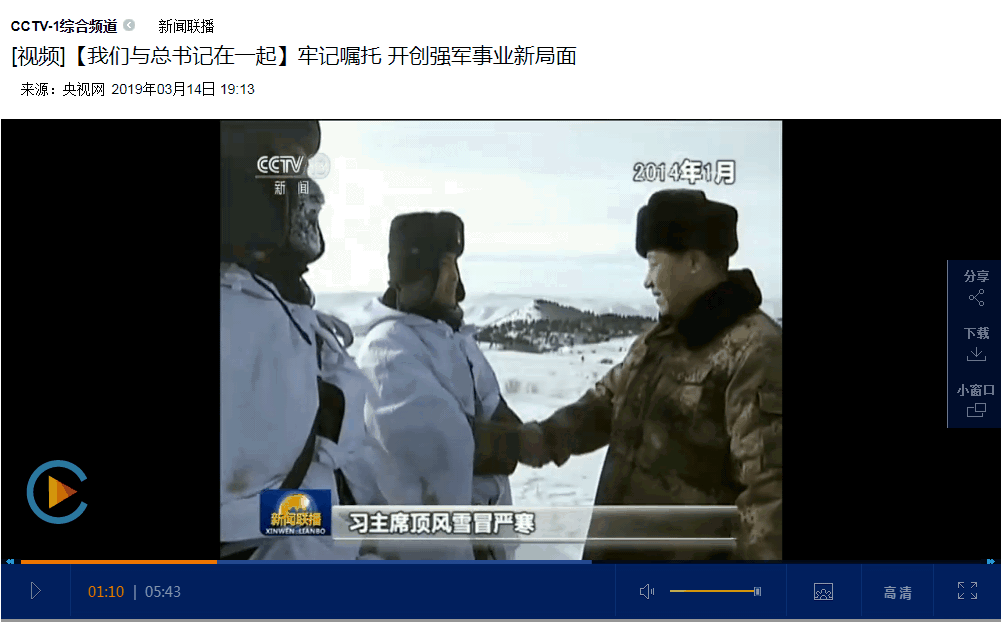 CCTV-1综合频道 新闻联播
[视频]【我们与总书记在一起】牢记嘱托 开创强军事业新局面
来源：央视网 2019年03月14日 19:13
CCTV
新闻
2014年1月
分享
下载
小窗口
新闻联播
XINWEN LIANBO
习主席顶风雪冒严寒
01:10 | 05:43
高清